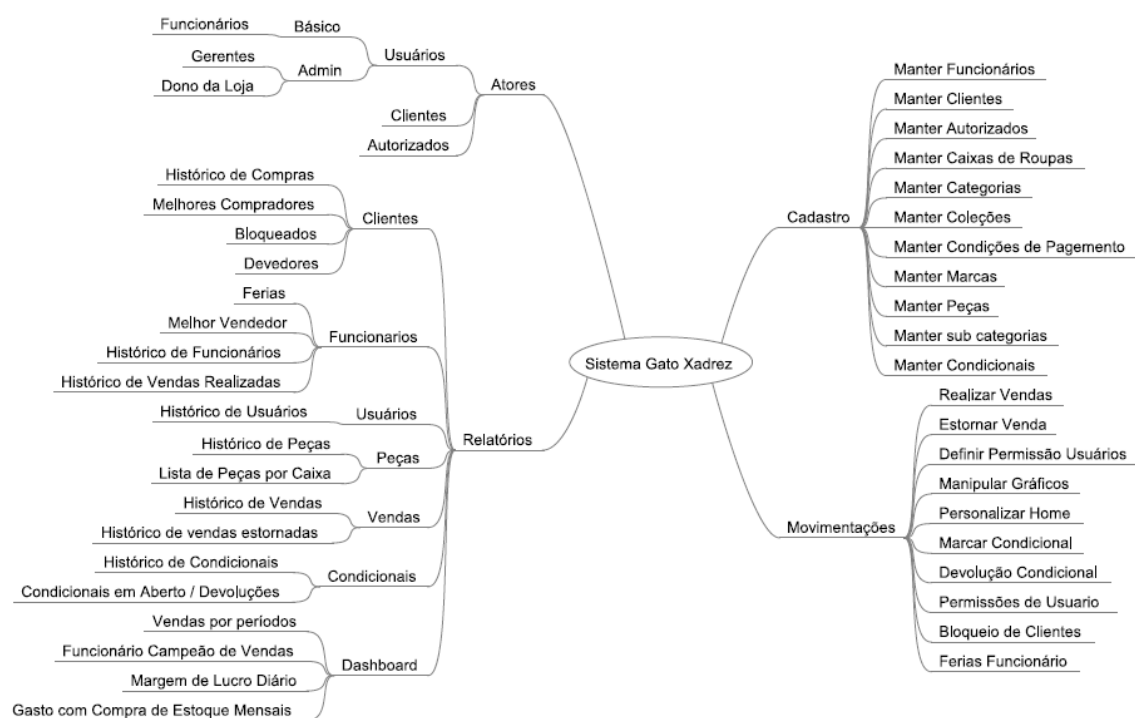 Sistema Gato Xadrez
Atores
Usuários
Básico
Funcionários
Admin
Gerentes
Dono da Loja
Clientes
Autorizados
Relatórios
Clientes
Histórico de Compras
Melhores Compradores
Bloqueados
Devedores
Funcionarios
Ferias
Melhor Vendedor
Histórico de Funcionários
Histórico de Vendas Realizadas
Usuários
Histórico de Usuários
Peças
Histórico de Peças
Lista de Peças por Caixa
Vendas
Histórico de Vendas
Histórico de vendas estornadas
Condicionais
Histórico de Condicionais
Condicionais em Aberto / Devoluções
Dashboard
Vendas por períodos
Funcionário Campeão de Vendas
Margem de Lucro Diário
Gasto com Compra de Estoque Mensais
Cadastro
Manter Funcionários
Manter Clientes
Manter Autorizados
Manter Caixas de Roupas
Manter Categorias
Manter Coleções
Manter Condições de Pagemento
Manter Marcas
Manter Peças
Manter sub categorias
Manter Condicionais
Movimentações
Realizar Vendas
Estornar Venda
Definir Permissão Usuários
Manipular Gráficos
Personalizar Home
Marcar Condicional
Devolução Condicional
Permissões de Usuario
Bloqueio de Clientes
Ferias Funcionário